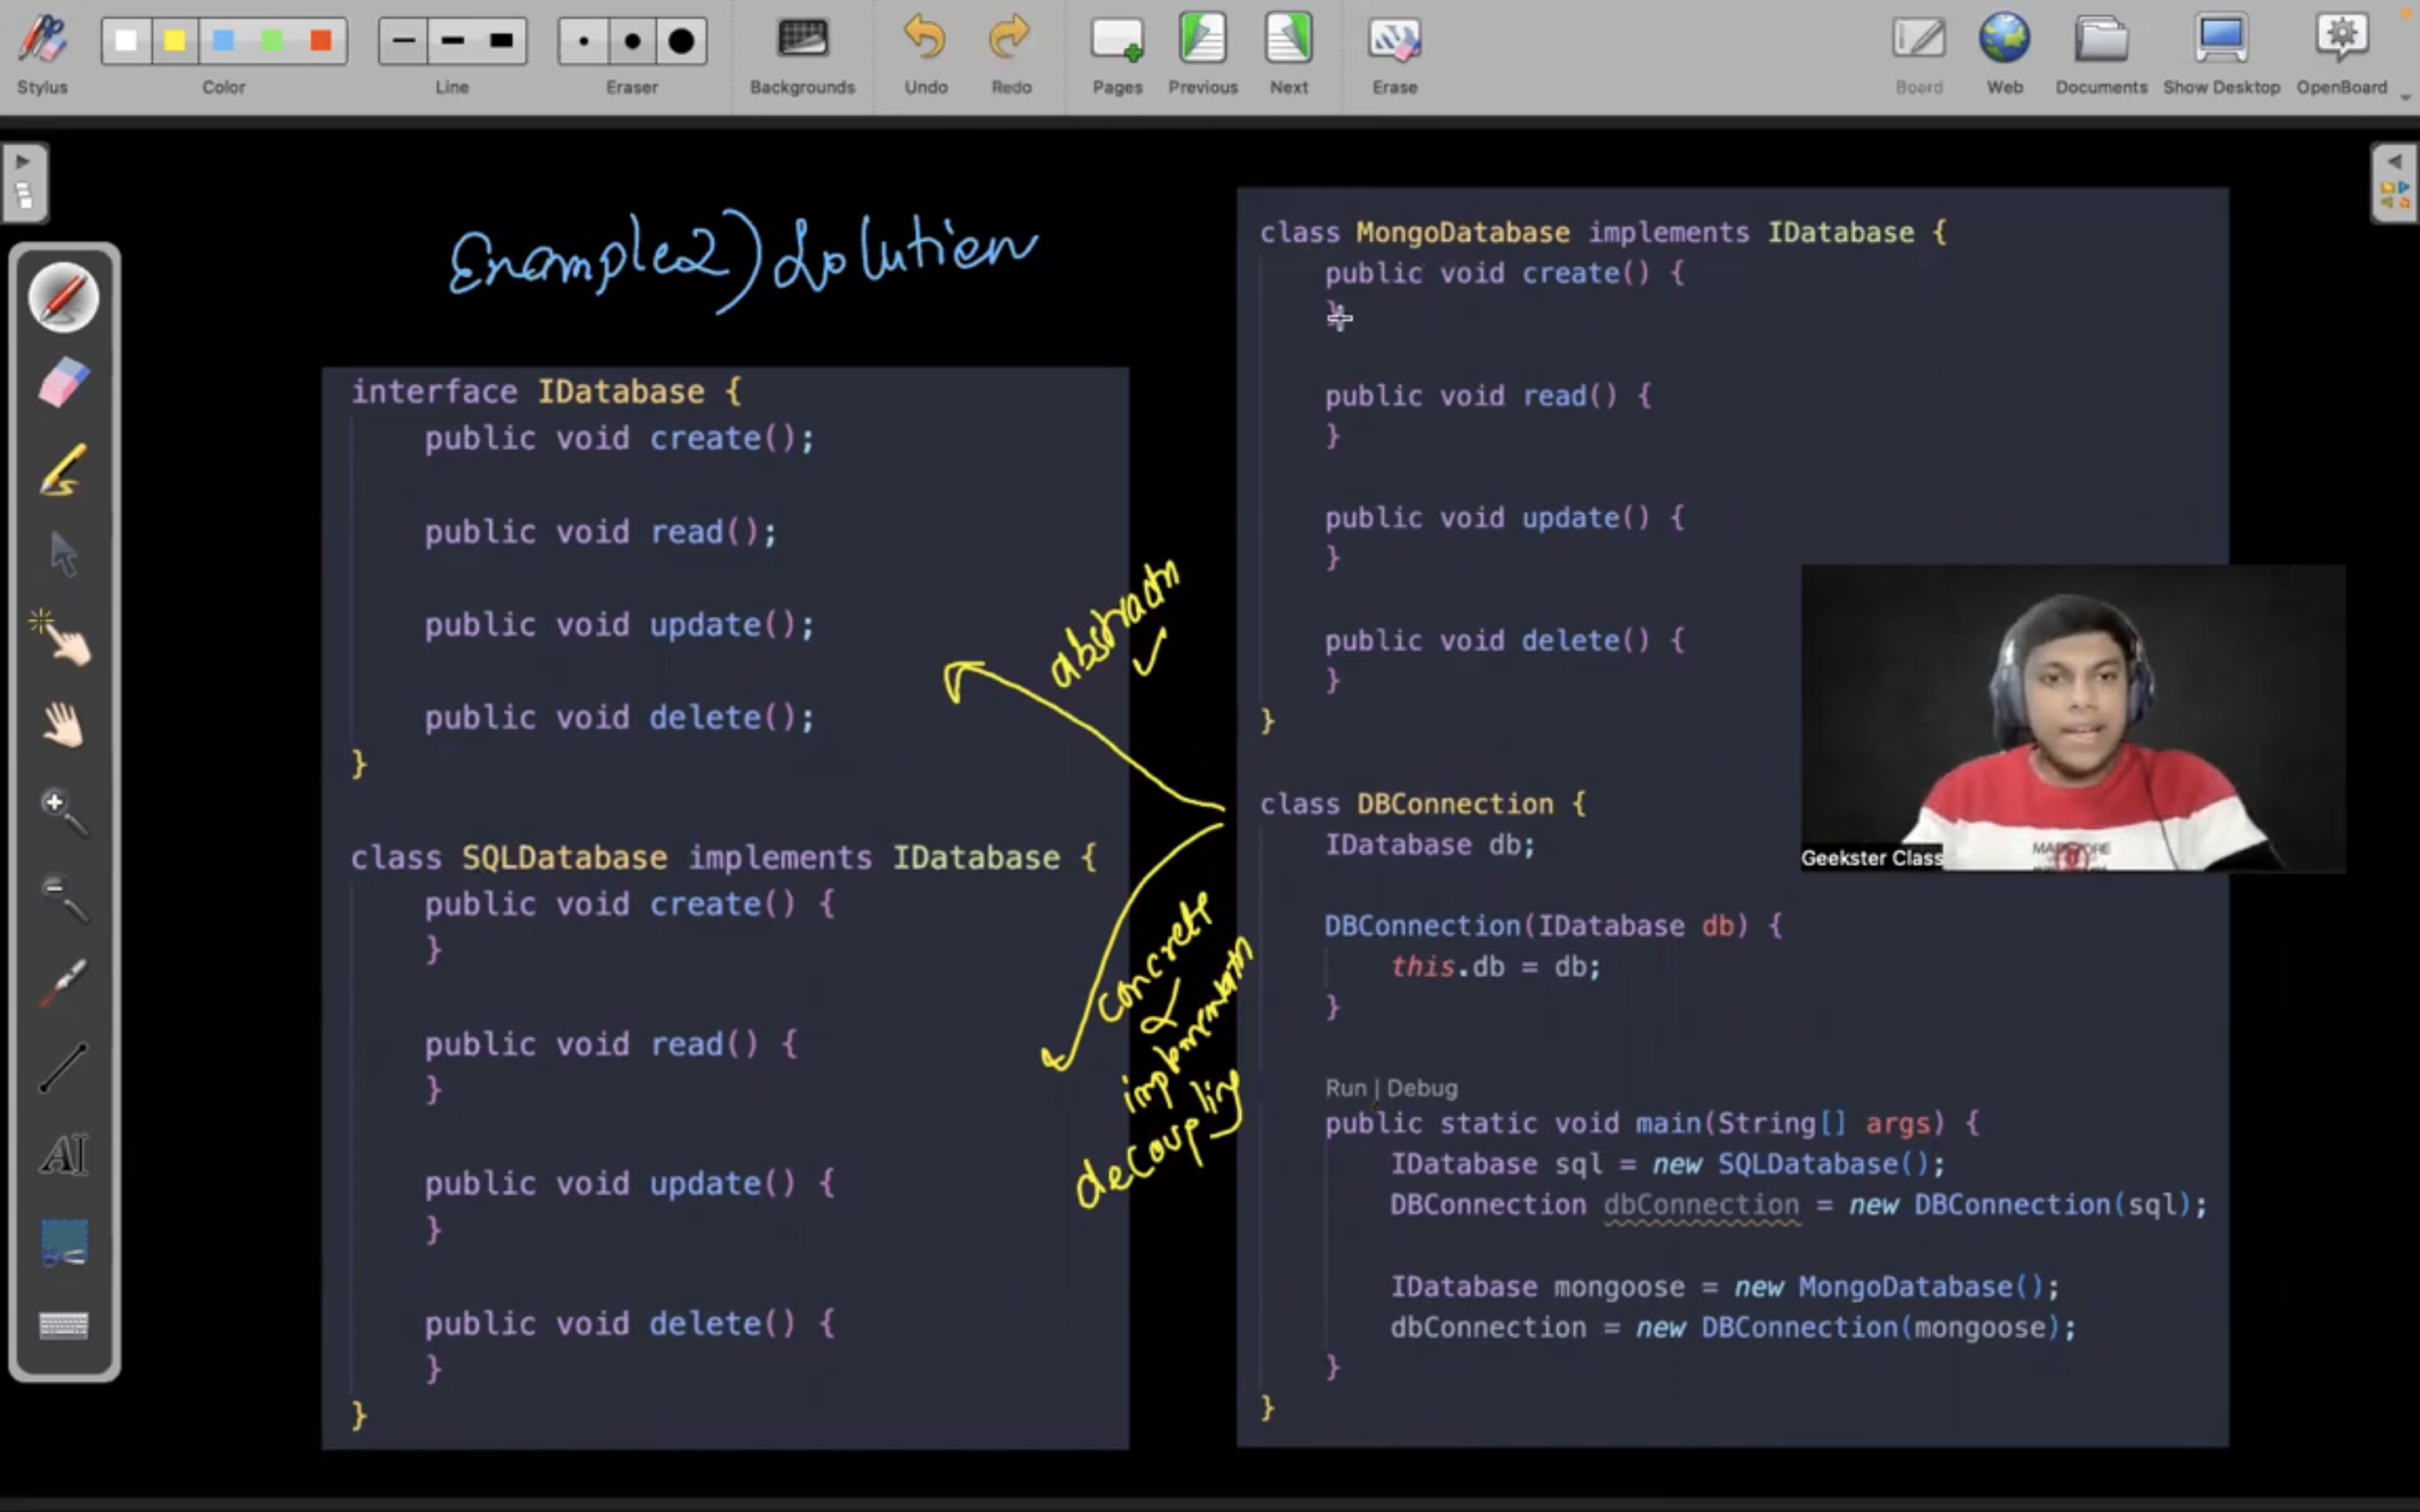 Stylus
Color
Line
Eraser
Backgrounds
Undo
Redo
Pages
Previous
Next
Erase
Board
Web
Documents
Show Desktop
OpenBoard
Example2) Solution
interface IDatabase {
public void create();
public void read();
public void update();
public void delete();
}
class SQLDatabase implements IDatabase {
public void create() {
}
public void read() {
}
public void update() {
}
public void delete() {
}
}
abstractn
concrete
implementatn
decoupling
class MongoDatabase implements IDatabase {
public void create() {
}
public void read() {
}
public void update() {
}
public void delete() {
}
}
class DBConnection {
IDatabase db;
DBConnection(IDatabase db) {
this.db = db;
}
Run | Debug
public static void main(String[] args) {
IDatabase sql = new SQLDatabase();
DBConnection dbConnection = new DBConnection(sql);
IDatabase mongoose = new MongoDatabase();
dbConnection = new DBConnection(mongoose);
}
}
Geekster Class
AI